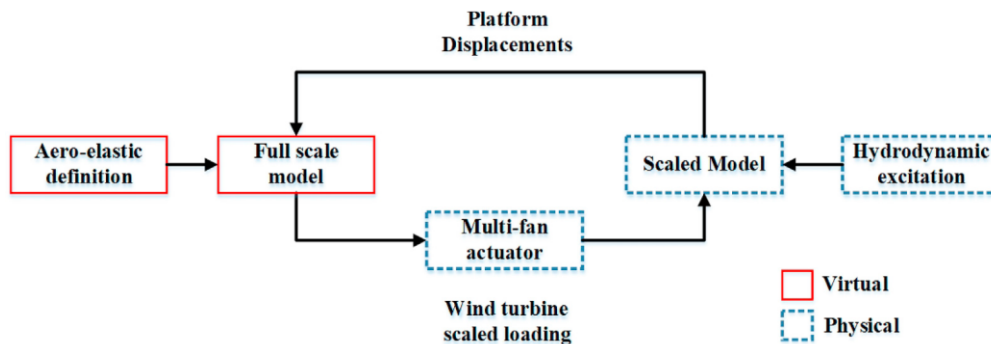 Platform
Displacements
Aero-elastic
definition
Full scale
model
Scaled Model
Hydrodynamic
excitation
Multi-fan
actuator
Wind turbine
scaled loading
Virtual
Physical